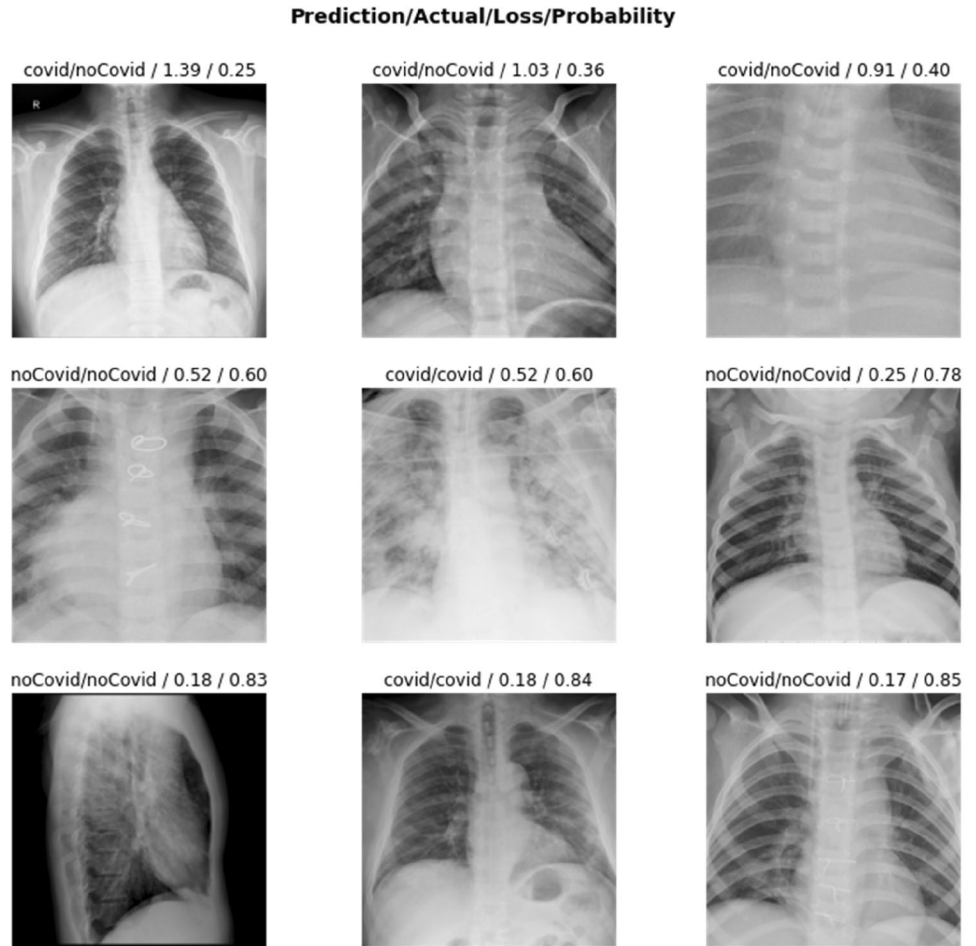 Prediction/Actual/Loss/Probability
covid/noCovid / 1.39 / 0.25
covid/noCovid / 1.03 / 0.36
covid/noCovid / 0.91 / 0.40
R
noCovid/noCovid / 0.52 / 0.60
covid/covid / 0.52 / 0.60
noCovid/noCovid / 0.25 / 0.78
noCovid/noCovid / 0.18 / 0.83
covid/covid / 0.18 / 0.84
noCovid/noCovid / 0.17 / 0.85